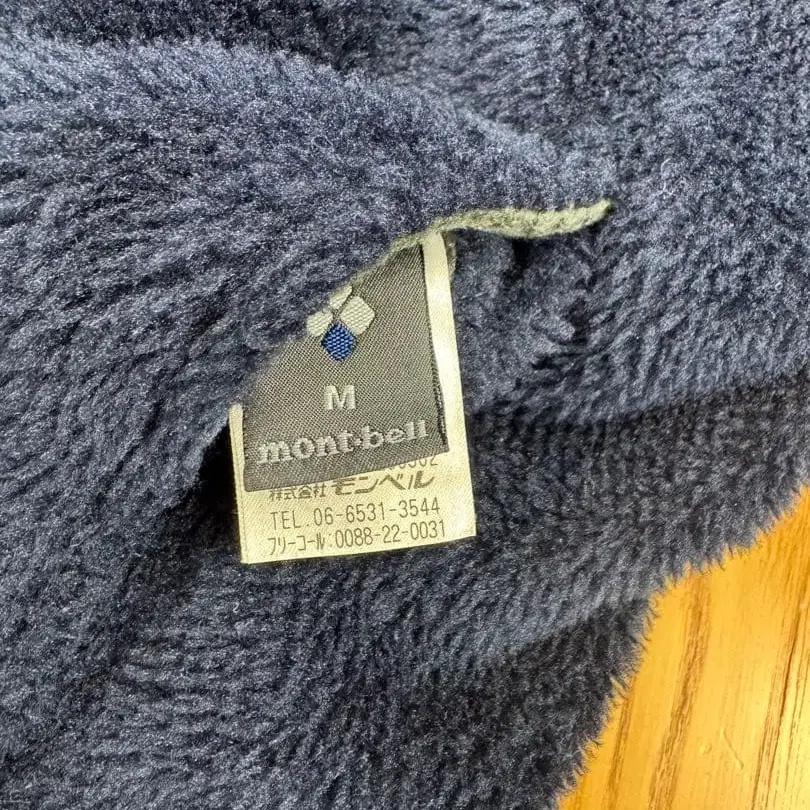 M
mont-bell
株式会社 モンベル
TEL.06-6531-3544
フリーコール:0088-22-0031